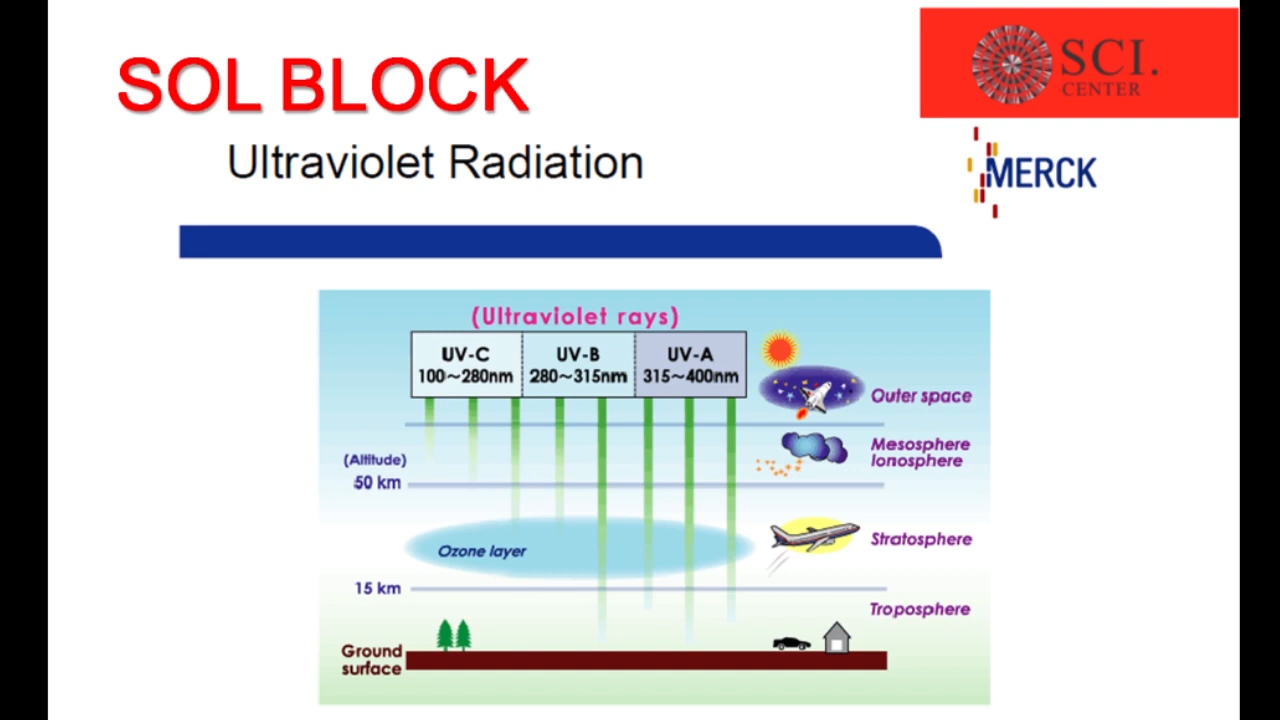 SOL BLOCK
SCI.
CENTER
Ultraviolet Radiation
MERCK
(Ultraviolet rays)
UV-C
100~280nm
UV-B
280~315nm
UV-A
315~400nm
Outer space
Mesosphere
Ionosphere
(Altitude)
50 km
Ozone layer
Stratosphere
15 km
Troposphere
Ground
surface